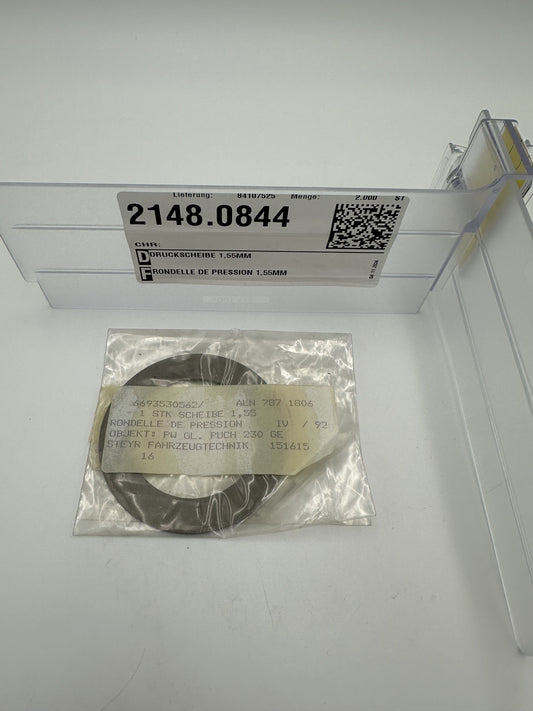 Lieferung: 84107525 Menge: 2.000 ST
2148.0844
CHR:
D DRUCKSCHEIBE 1,55MM
F RONDELLE DE PRESSION 1,55MM
6693530562/ ALN 787 1806
- 1 STK SCHEIBE 1,55
RONDELLE DE PRESSION IV / 92
OBJEKT: PW GL. PUCH 230 GE
STEYR FAHRZEUGTECHNIK 151615
16